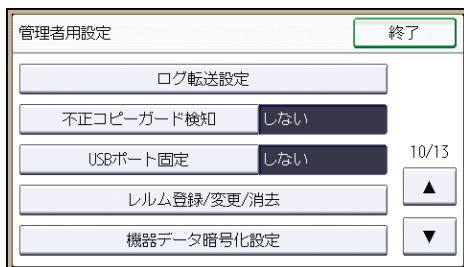 管理者用設定
終了
ログ転送設定
不正コピーガード検知 しない
USBポート固定 しない
10/13
レルム登録/変更/消去
▲
機器データ暗号化設定
▼